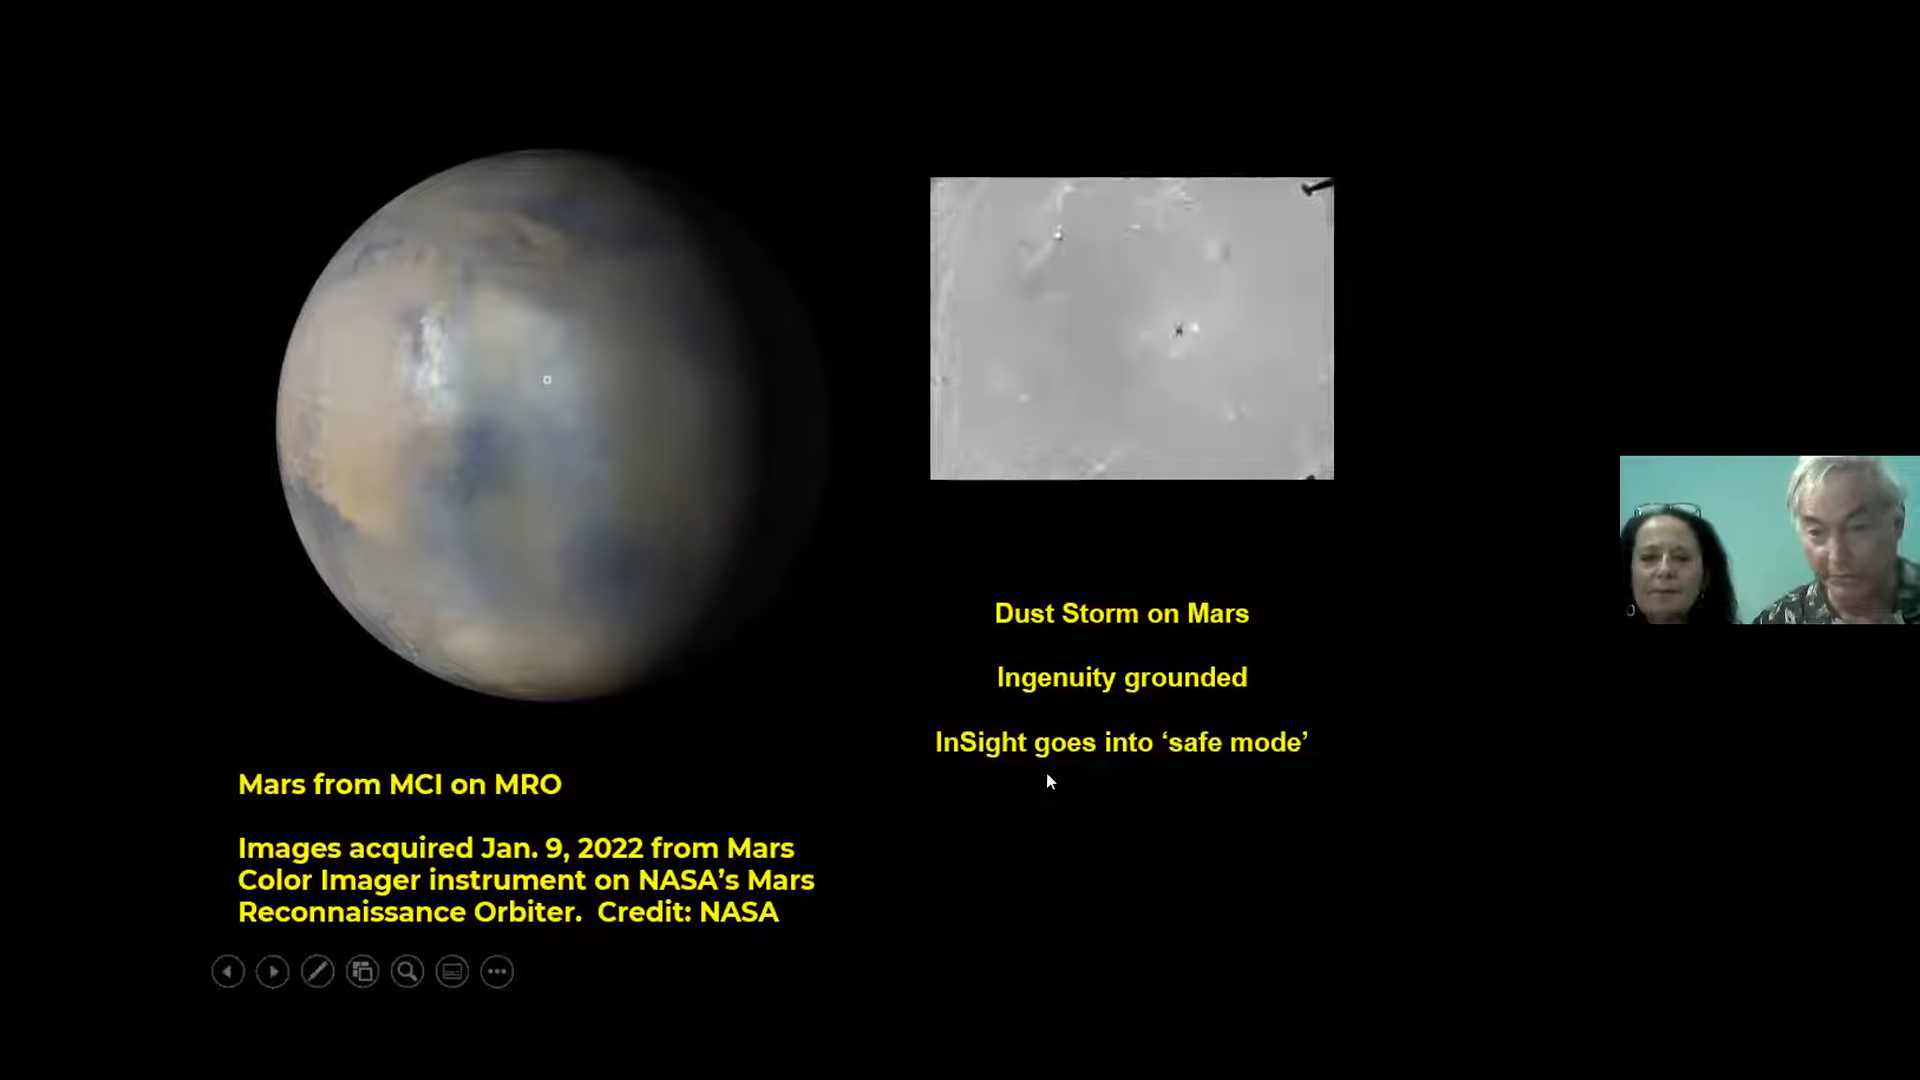 Dust Storm on Mars
Ingenuity grounded
InSight goes into ‘safe mode’
Mars from MCI on MRO
Images acquired Jan. 9, 2022 from Mars
Color Imager instrument on NASA’s Mars
Reconnaissance Orbiter.  Credit: NASA